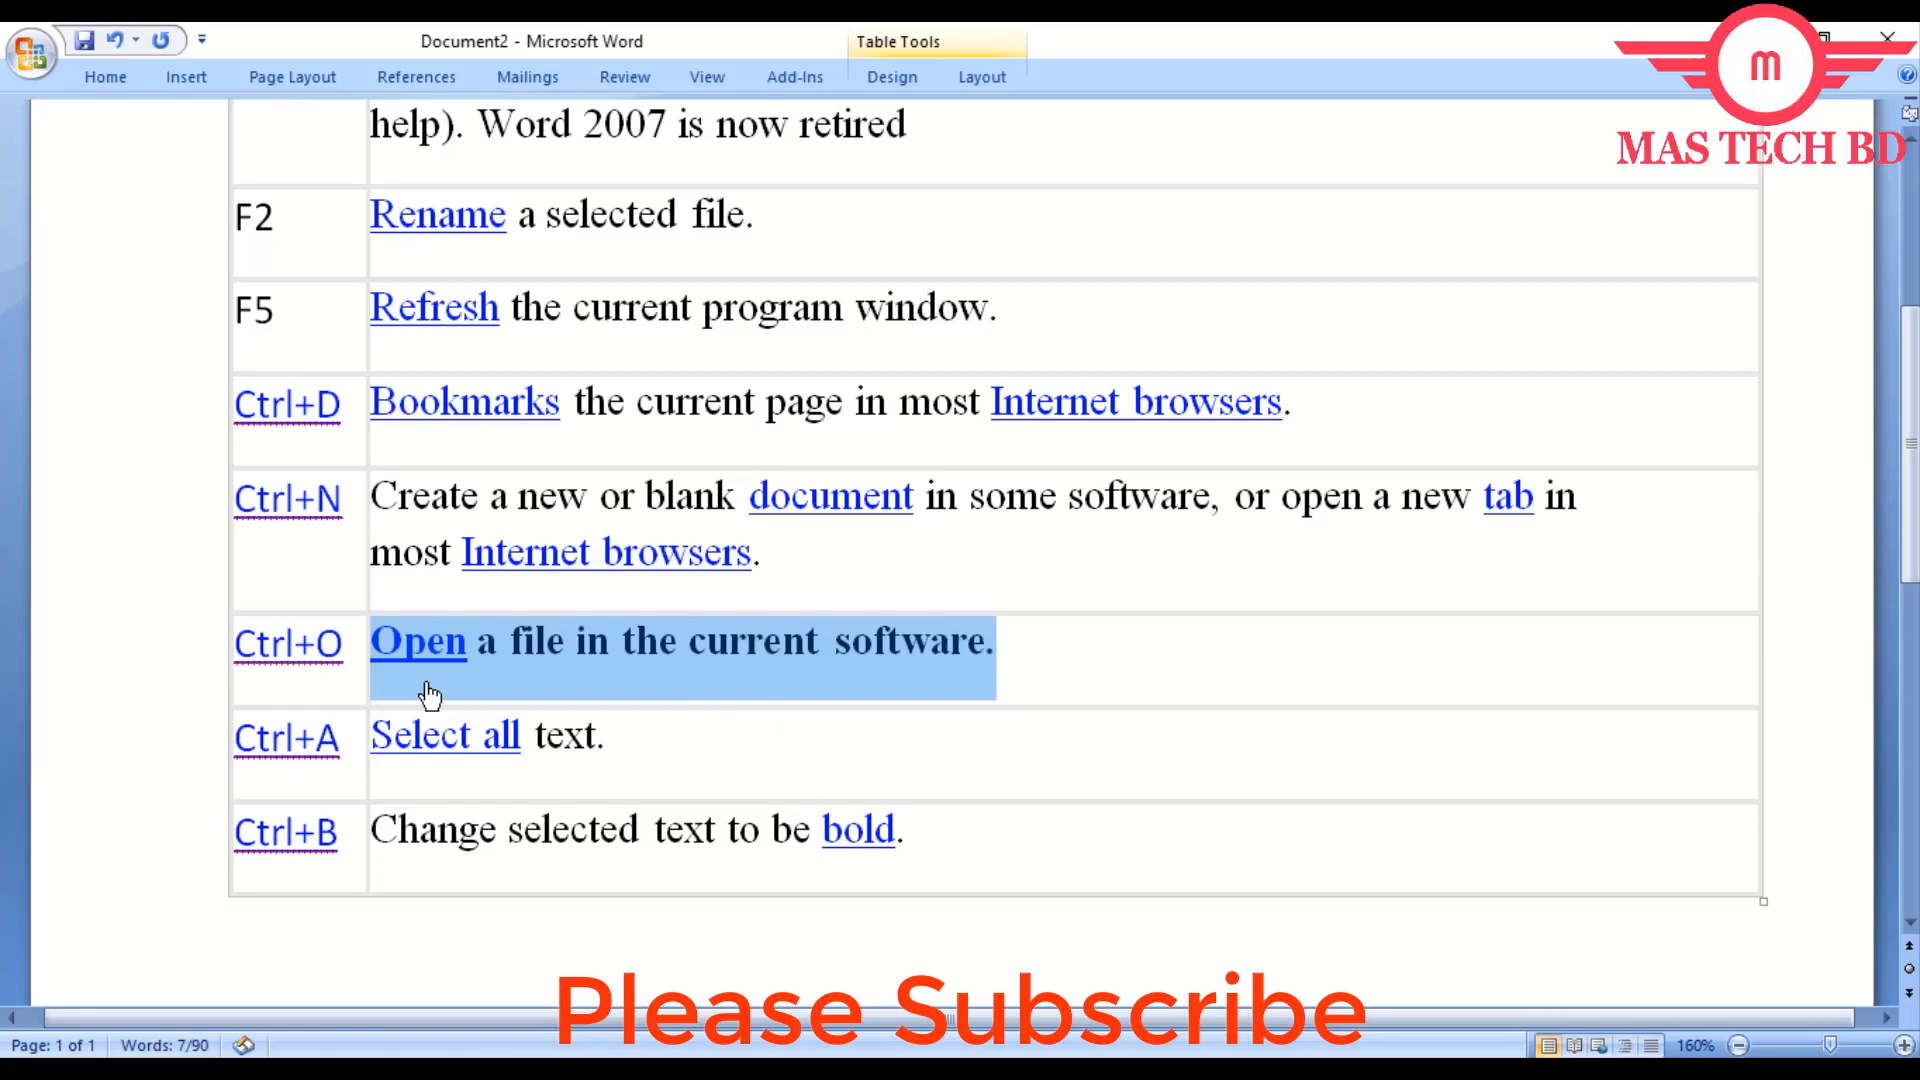 Document2 - Microsoft Word
Table Tools
Home Insert Page Layout References Mailings Review View Add-Ins Design Layout
m
MAS TECH BD
help). Word 2007 is now retired
F2 Rename a selected file.
F5 Refresh the current program window.
Ctrl+D Bookmarks the current page in most Internet browsers.
Ctrl+N Create a new or blank document in some software, or open a new tab in
most Internet browsers.
Ctrl+O Open a file in the current software.
Ctrl+A Select all text.
Ctrl+B Change selected text to be bold.
Please Subscribe
Page: 1 of 1 Words: 7/90 160%